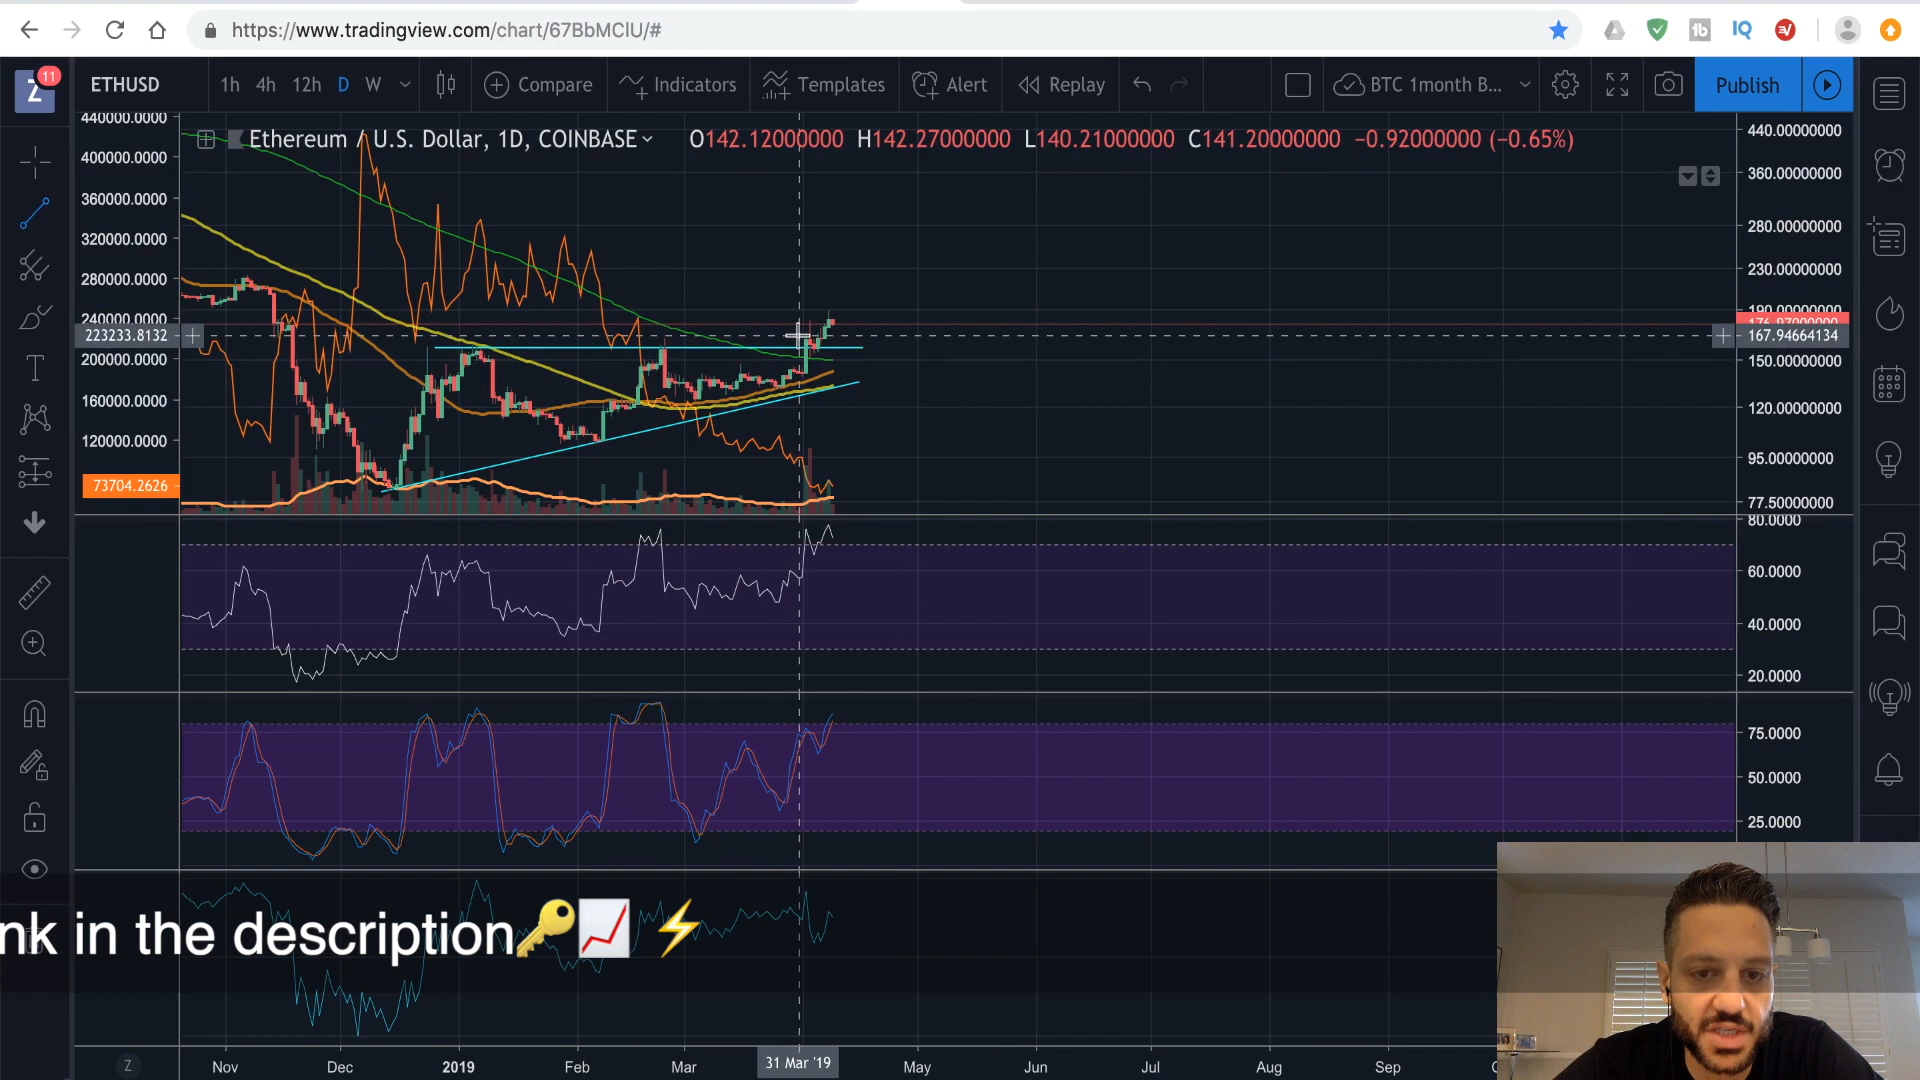 https://www.tradingview.com/chart/67BbMClU/#
11
Z
ETHUSD
1h 4h 12h D W
Compare
Indicators
Templates
Alert
Replay
BTC 1month B...
Publish
Ethereum / U.S. Dollar, 1D, COINBASE
O142.12000000 H142.27000000 L140.21000000 C141.20000000 −0.92000000 (−0.65%)
440000.0000
400000.0000
360000.0000
320000.0000
280000.0000
240000.0000
223233.8132
200000.0000
160000.0000
120000.0000
73704.2626
440.00000000
360.00000000
280.00000000
230.00000000
167.94664134
150.00000000
120.00000000
95.00000000
77.50000000
80.0000
60.0000
40.0000
20.0000
75.0000
50.0000
25.0000
nk in the description🔑📈⚡
Z
Nov Dec 2019 Feb Mar 31 Mar '19 May Jun Jul Aug Sep